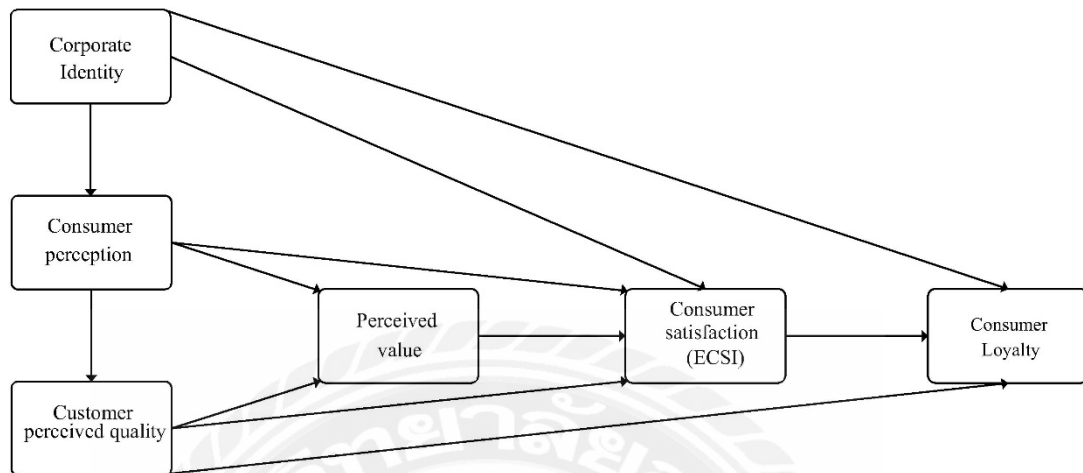 Corporate
Identity
Consumer
perception
Perceived
value
Consumer
satisfaction
(ECSI)
Consumer
Loyalty
Customer
perceived quality